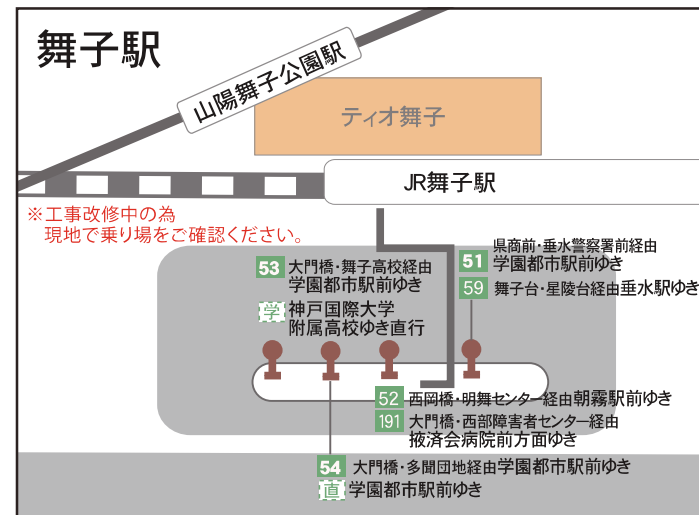 舞子駅
山陽舞子公園駅
ティオ舞子
JR舞子駅
※工事改修中の為
現地で乗り場をご確認ください。
53 大門橋・舞子高校経由
学園都市駅前ゆき
学 神戸国際大学
附属高校ゆき直行
県商前・垂水警察署前経由
51 学園都市駅前ゆき
59 舞子台・星陵台経由垂水駅ゆき
52 西岡橋・明舞センター経由朝霧駅前ゆき
191 大門橋・西部障害者センター経由
掖済会病院前方面ゆき
54 大門橋・多聞団地経由学園都市駅前ゆき
直 学園都市駅前ゆき